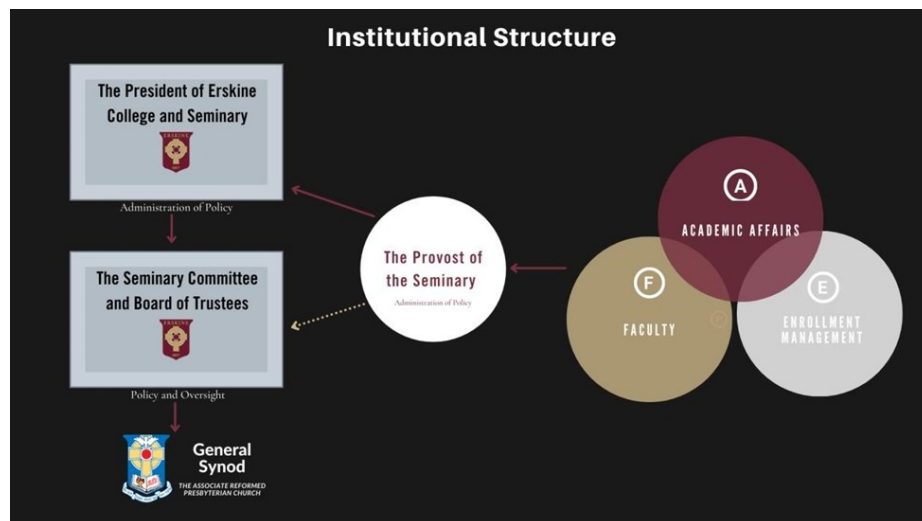 Institutional Structure
The President of Erskine
College and Seminary
ERSKINE
Administration of Policy
The Seminary Committee
and Board of Trustees
ERSKINE
Policy and Oversight
General
Synod
THE ASSOCIATE REFORMED
PRESBYTERIAN CHURCH
The Provost of
the Seminary
Administration of Policy
A
ACADEMIC AFFAIRS
F
FACULTY
E
ENROLLMENT
MANAGEMENT